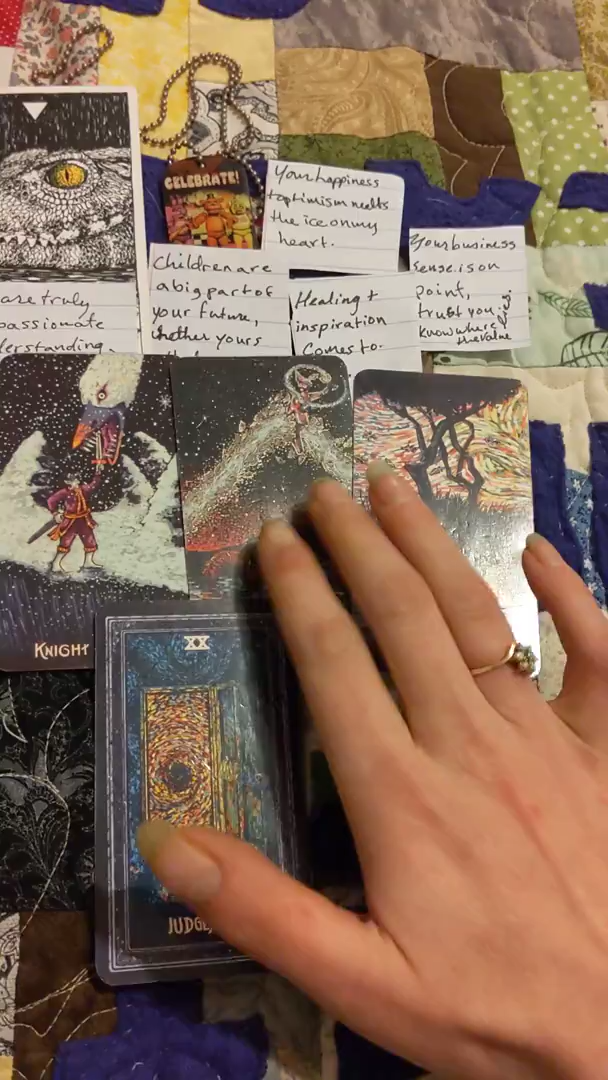 CELEBRATE!
Your happiness
+ optimism melts
the ice on my
heart.
Your business
sense is on
point,
trust you
know where
the value
Children are
a big part of
your future,
whether yours
Healing +
inspiration
comes to
are truly
passionate
erstanding
KNIGHT
XX
JUDG